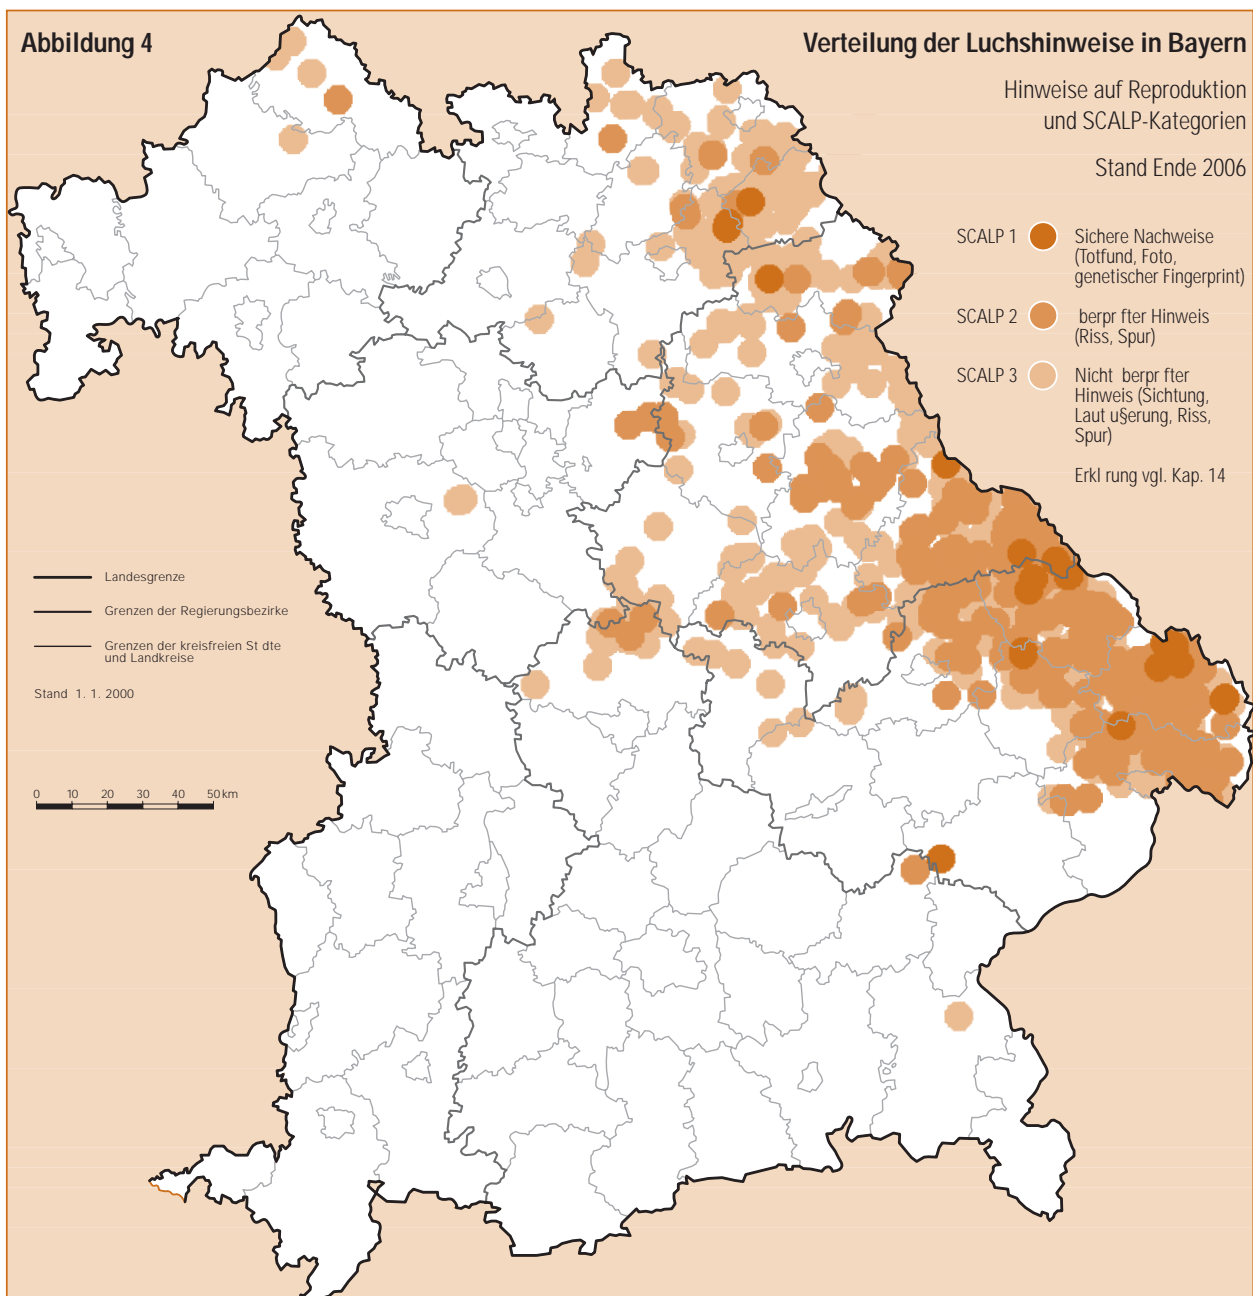 Abbildung 4
Verteilung der Luchshinweise in Bayern
Hinweise auf Reproduktion
und SCALP-Kategorien
Stand Ende 2006
SCALP 1
Sichere Nachweise
(Totfund, Foto,
genetischer Fingerprint)
SCALP 2
berpr fter Hinweis
(Riss, Spur)
SCALP 3
Nicht berpr fter
Hinweis (Sichtung,
Laut u§erung, Riss,
Spur)
Erkl rung vgl. Kap. 14
Landesgrenze
Grenzen der Regierungsbezirke
Grenzen der kreisfreien St dte
und Landkreise
Stand 1. 1. 2000
0 10 20 30 40 50 km